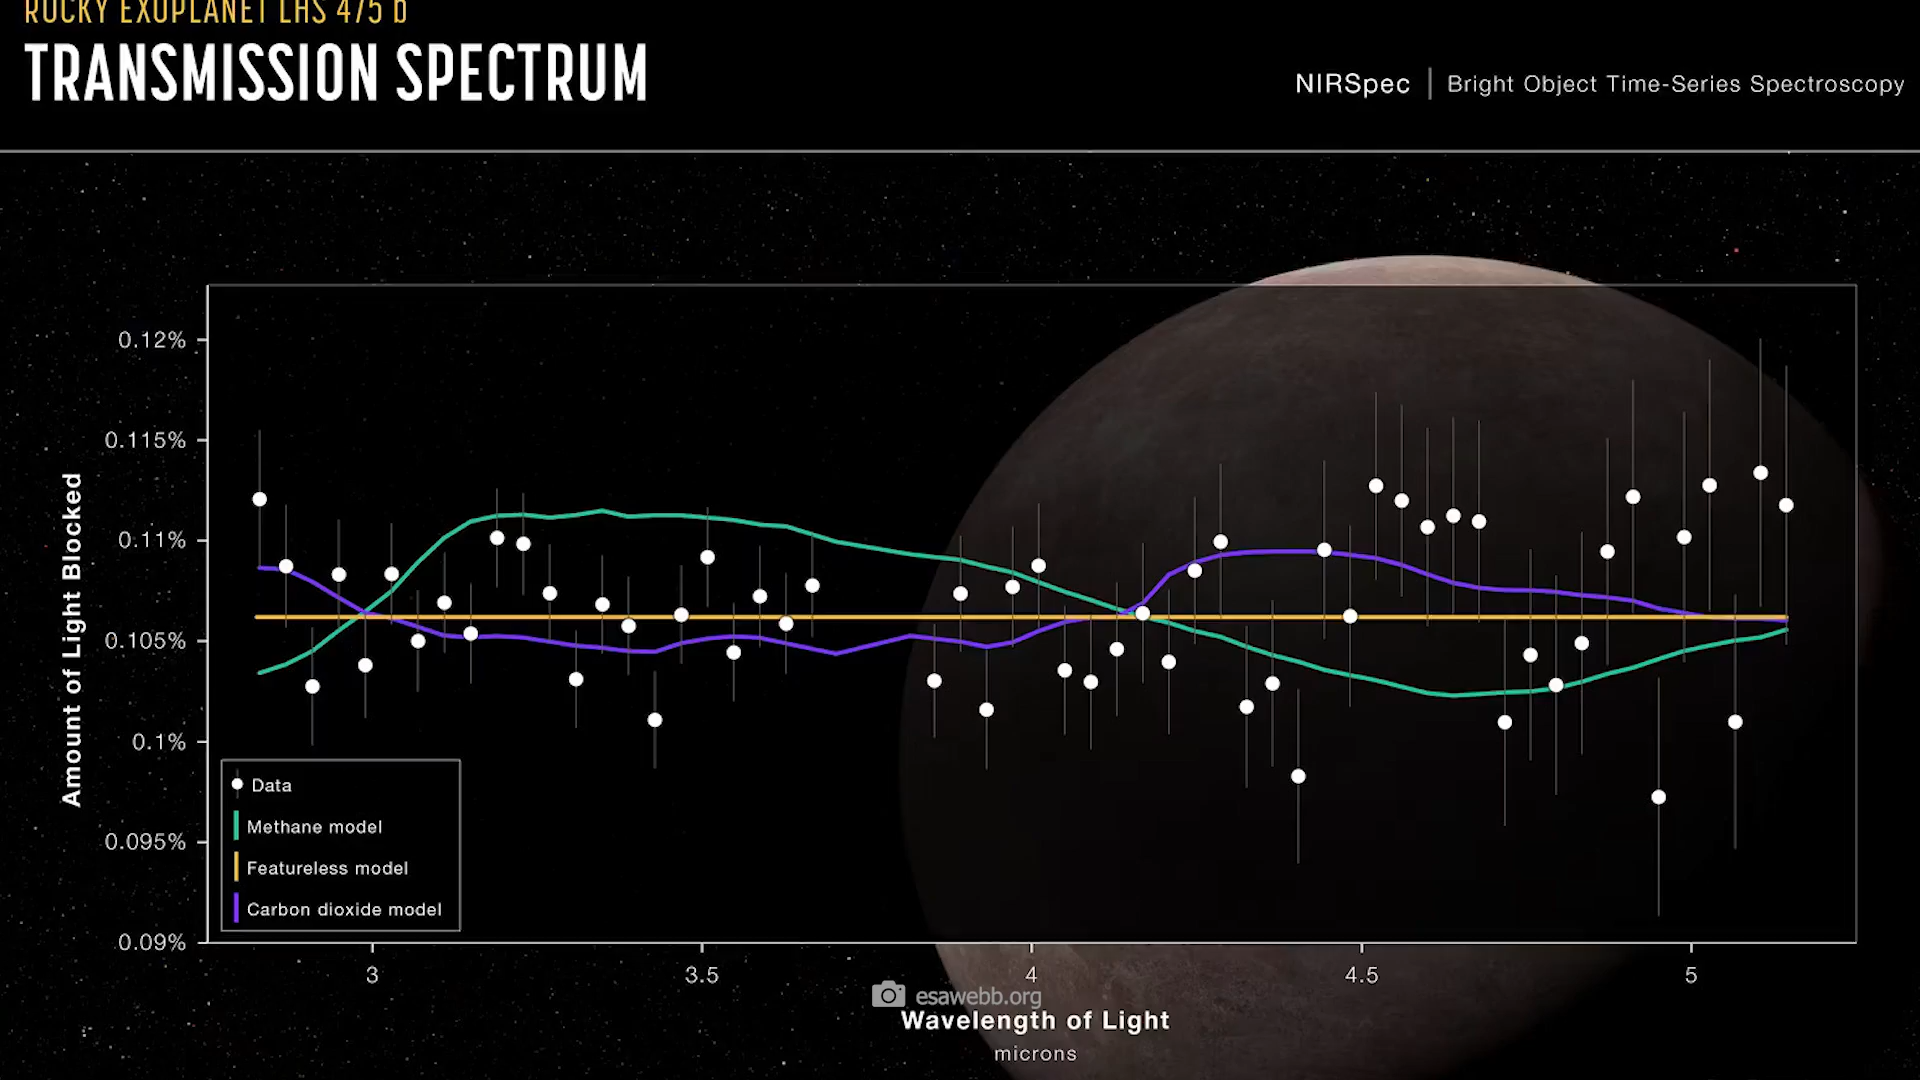 ROCKY EXOPLANET LHS 475 b
TRANSMISSION SPECTRUM
NIRSpec | Bright Object Time-Series Spectroscopy
0.12%
0.115%
0.11%
0.105%
0.1%
0.095%
0.09%
Amount of Light Blocked
Data
Methane model
Featureless model
Carbon dioxide model
3
3.5
4
4.5
5
esawebb.org
Wavelength of Light
microns